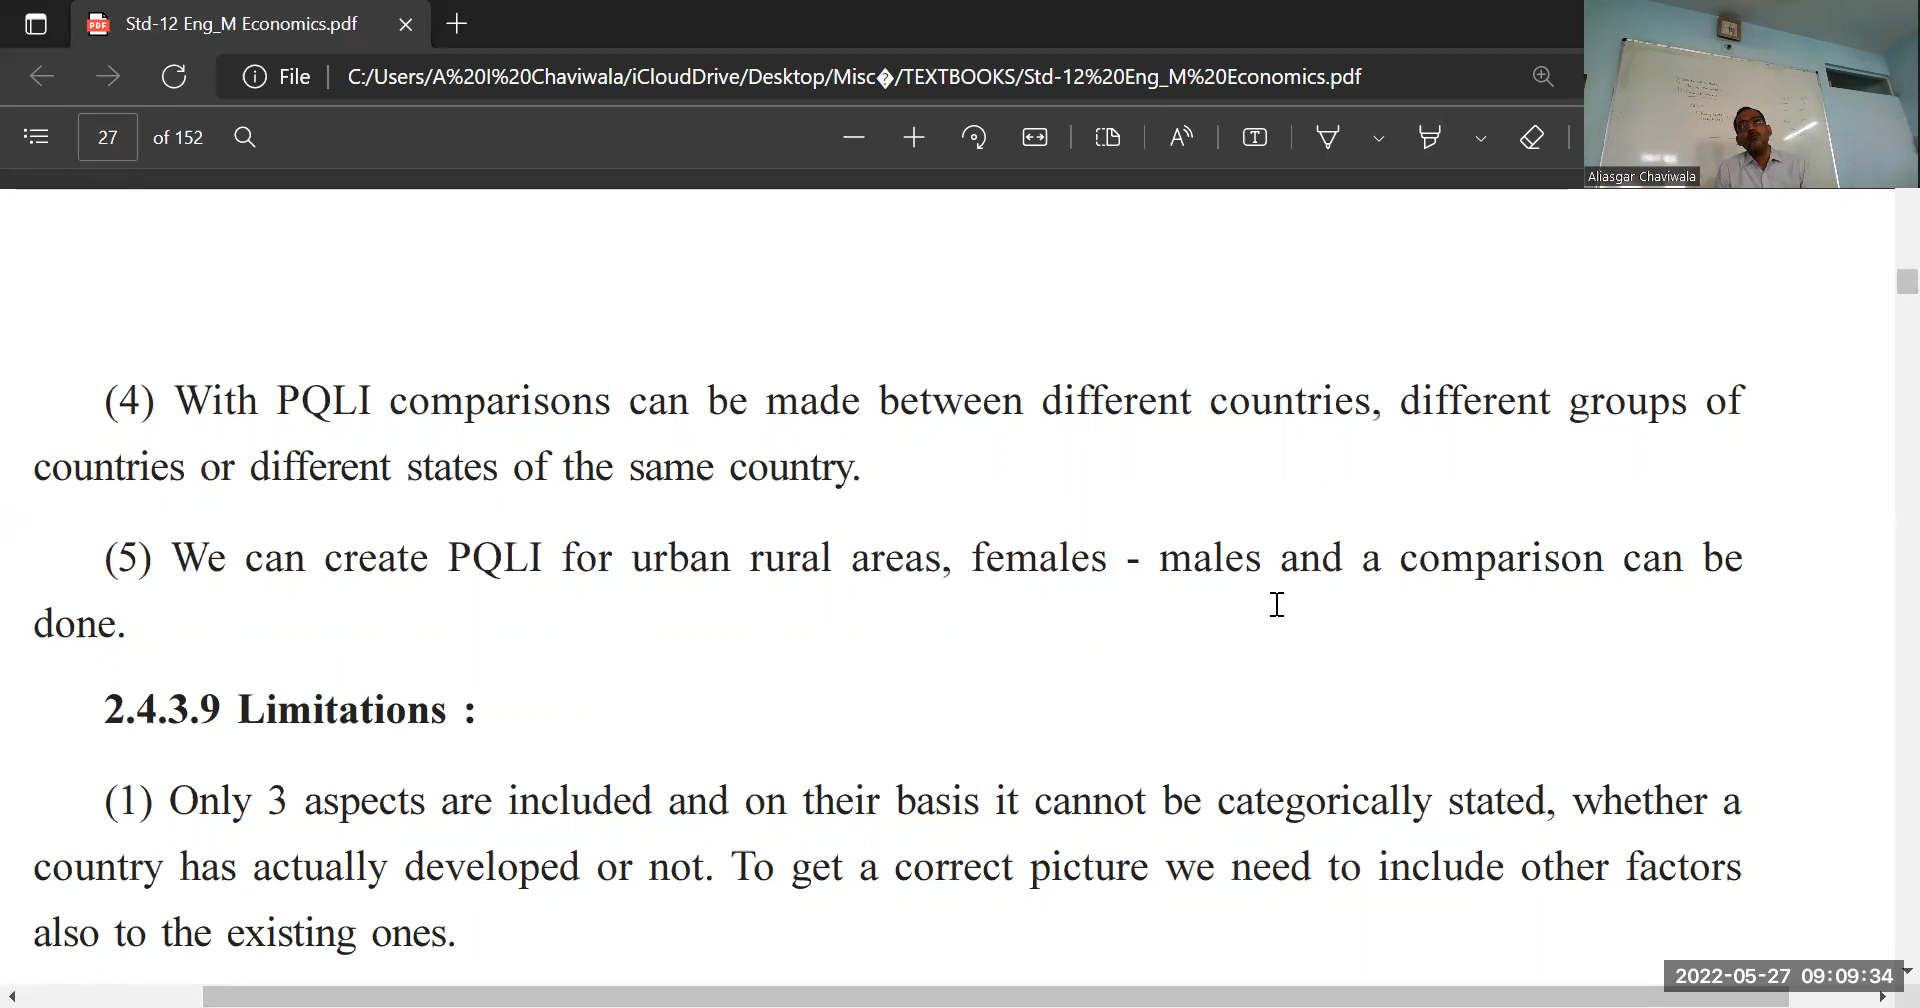 Std-12 Eng_M Economics.pdf
File
C:/Users/A%20I%20Chaviwala/iCloudDrive/Desktop/Misc�/TEXTBOOKS/Std-12%20Eng_M%20Economics.pdf
27 of 152
Aliasgar Chaviwala
(4) With PQLI comparisons can be made between different countries, different groups of
countries or different states of the same country.
(5) We can create PQLI for urban rural areas, females - males and a comparison can be
done.
2.4.3.9 Limitations :
(1) Only 3 aspects are included and on their basis it cannot be categorically stated, whether a
country has actually developed or not. To get a correct picture we need to include other factors
also to the existing ones.
2022-05-27 09:09:34